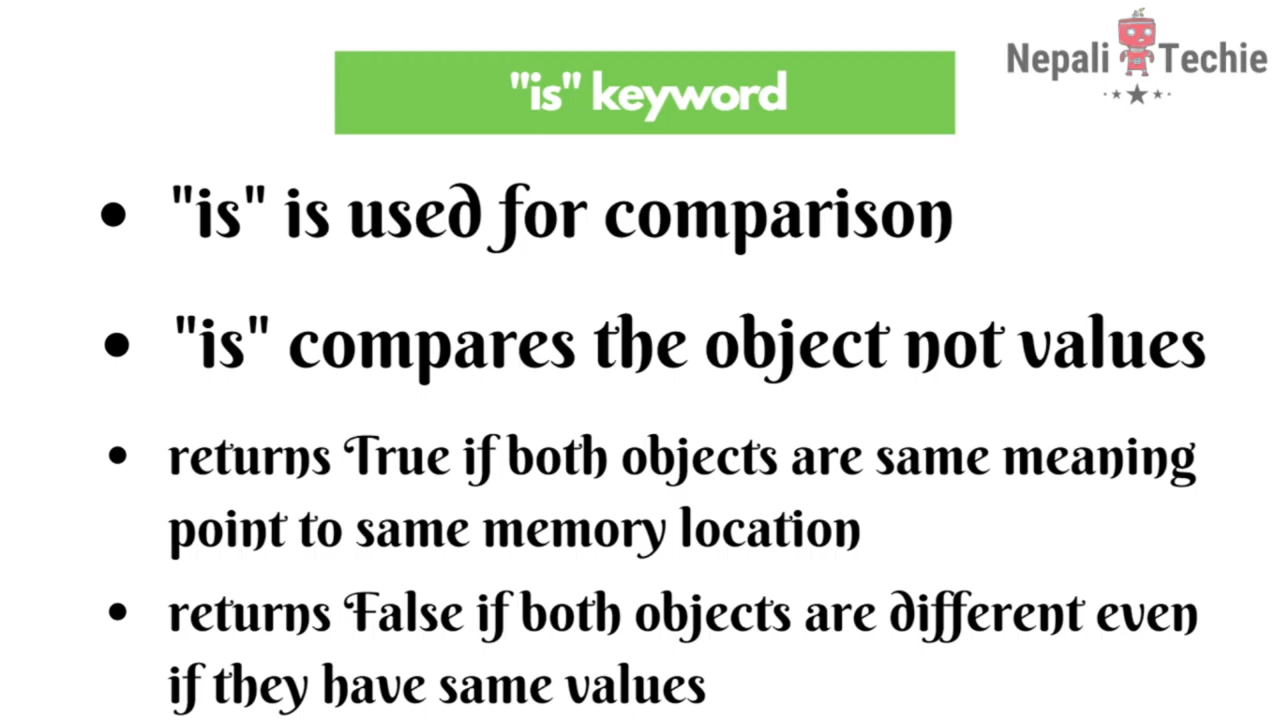 Nepali Techie
"is" keyword
• "is" is used for comparison
• "is" compares the object not values
• returns True if both objects are same meaning
point to same memory location
• returns False if both objects are different even
if they have same values